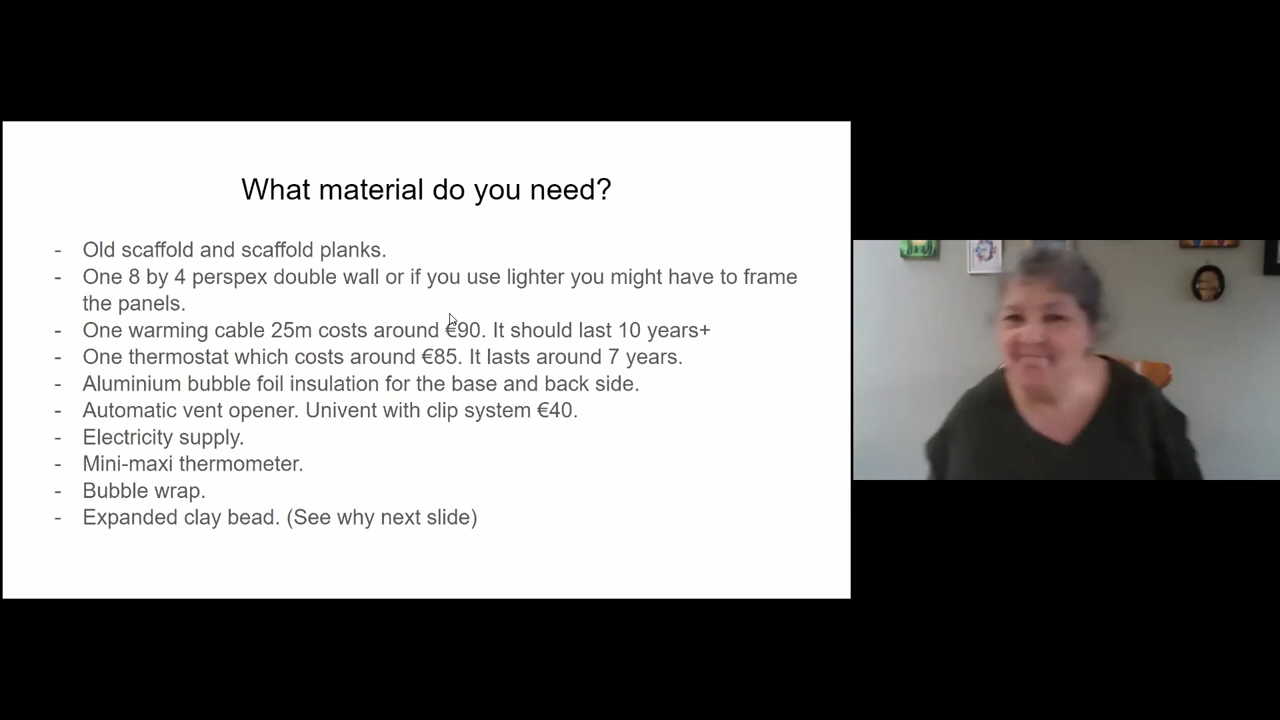 What material do you need?
- Old scaffold and scaffold planks.
- One 8 by 4 perspex double wall or if you use lighter you might have to frame
the panels.
- One warming cable 25m costs around €90. It should last 10 years+
- One thermostat which costs around €85. It lasts around 7 years.
- Aluminium bubble foil insulation for the base and back side.
- Automatic vent opener. Univent with clip system €40.
- Electricity supply.
- Mini-maxi thermometer.
- Bubble wrap.
- Expanded clay bead. (See why next slide)